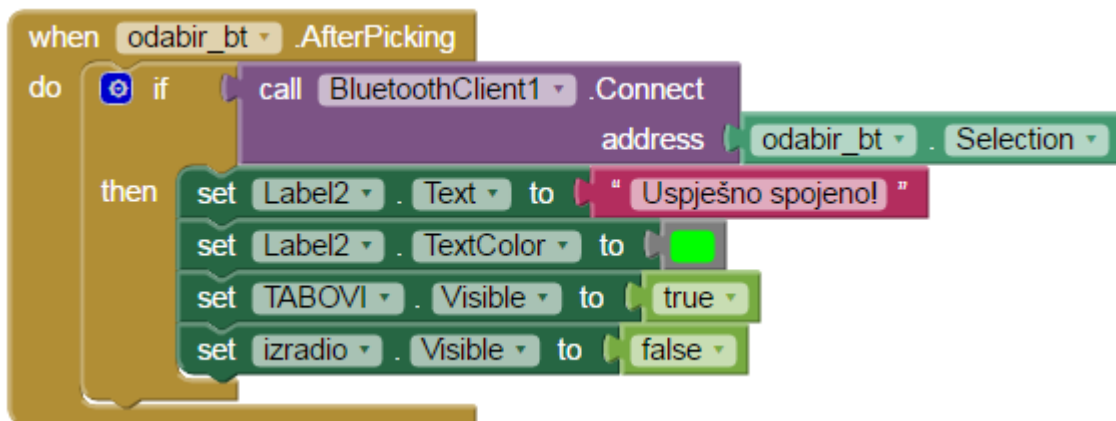 when odabir_bt .AfterPicking
do if call BluetoothClient1 .Connect
address odabir_bt . Selection
then set Label2 . Text to " Uspješno spojeno! "
set Label2 . TextColor to
set TABOVI . Visible to true
set izradio . Visible to false